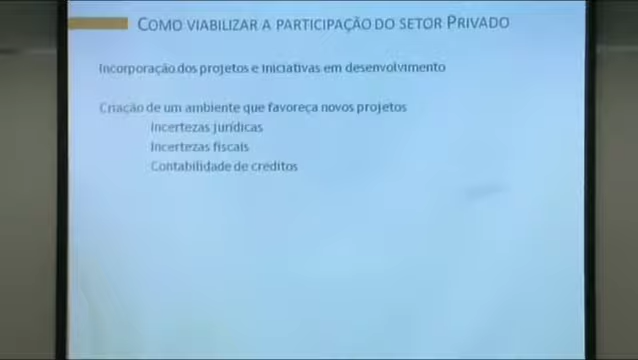 COMO VIABILIZAR A PARTICIPAÇÃO DO SETOR PRIVADO
Incorporação dos projetos e iniciativas em desenvolvimento
Criação de um ambiente que favoreça novos projetos
Incertezas jurídicas
Incertezas fiscais
Contabilidade de creditos